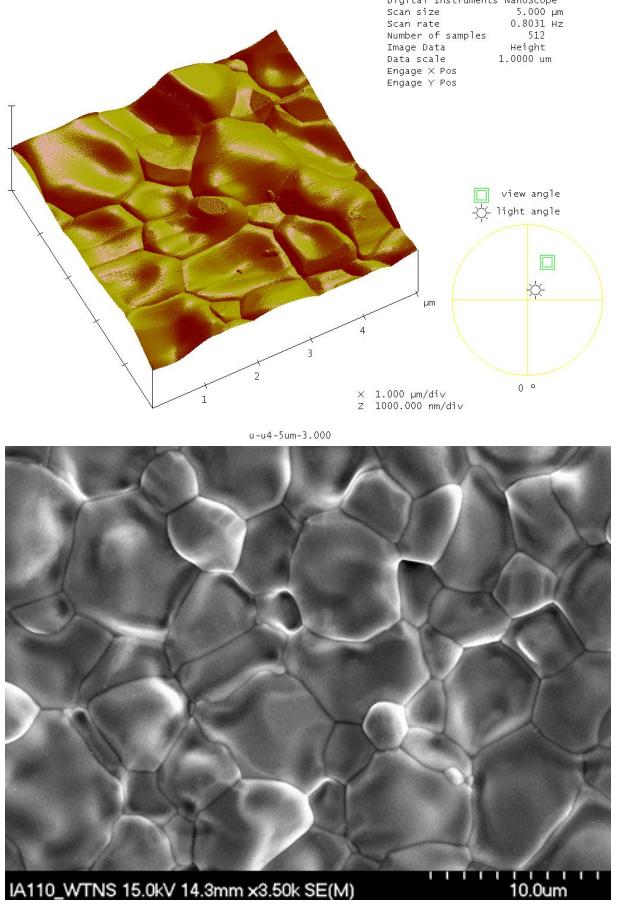 Digital Instruments NanoScope
Scan size 5.000 µm
Scan rate 0.8031 Hz
Number of samples 512
Image Data Height
Data scale 1.0000 um
Engage X Pos
Engage Y Pos
view angle
light angle
µm
4
3
2
1
0 º
X 1.000 µm/div
Z 1000.000 nm/div
u-u4-5um-3.000
IA110_WTNS 15.0kV 14.3mm x3.50k SE(M) 10.0um